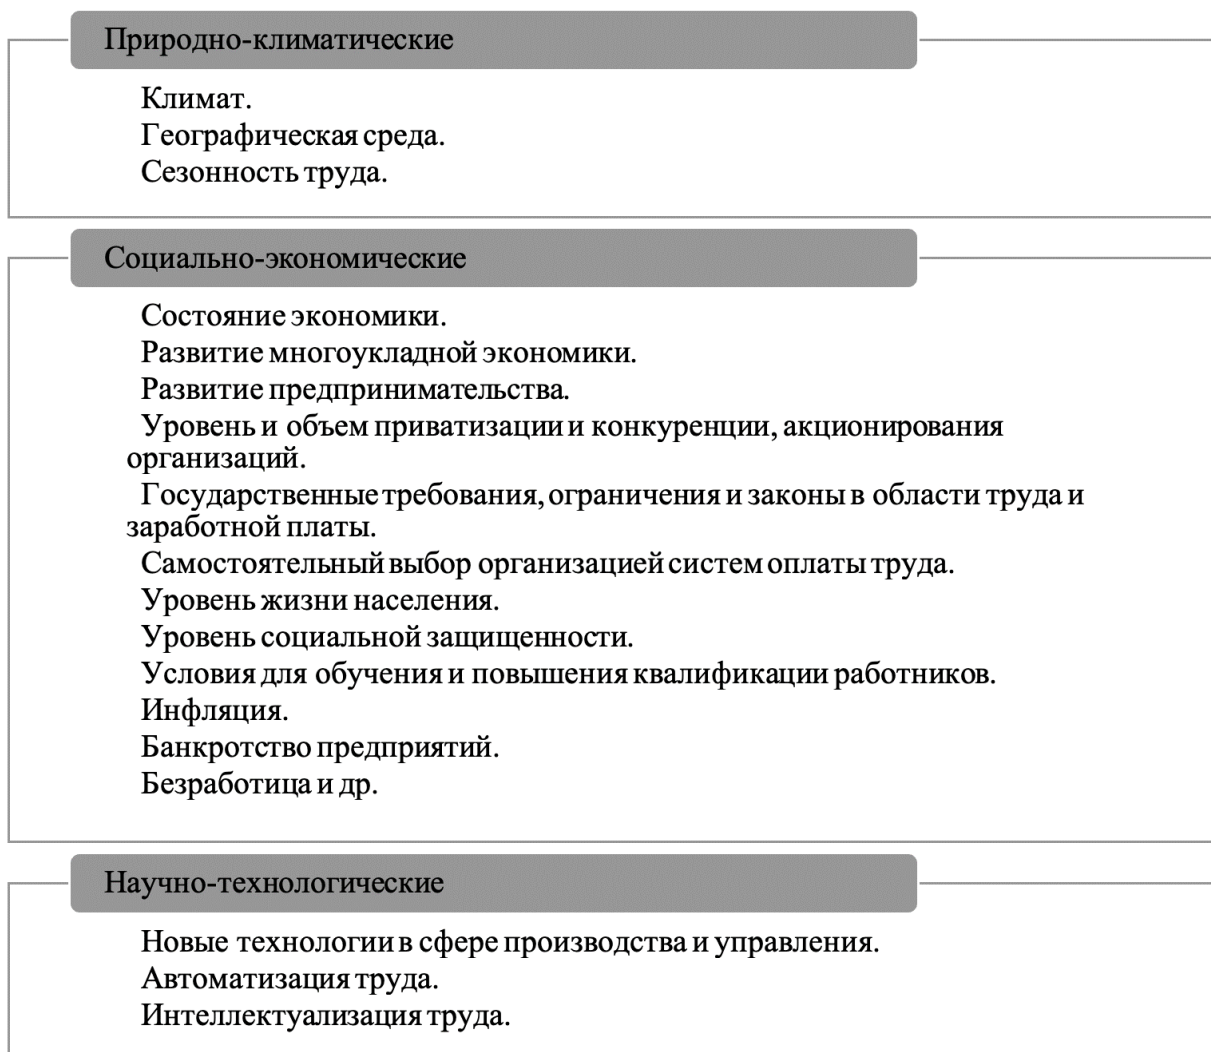 Природно-климатические
Климат.
Географическая среда.
Сезонность труда.
Социально-экономические
Состояние экономики.
Развитие многоукладной экономики.
Развитие предпринимательства.
Уровень и объем приватизации и конкуренции, акционирования
организаций.
Государственные требования, ограничения и законы в области труда и
заработной платы.
Самостоятельный выбор организацией систем оплаты труда.
Уровень жизни населения.
Уровень социальной защищенности.
Условия для обучения и повышения квалификации работников.
Инфляция.
Банкротство предприятий.
Безработица и др.
Научно-технологические
Новые технологии в сфере производства и управления.
Автоматизация труда.
Интеллектуализация труда.